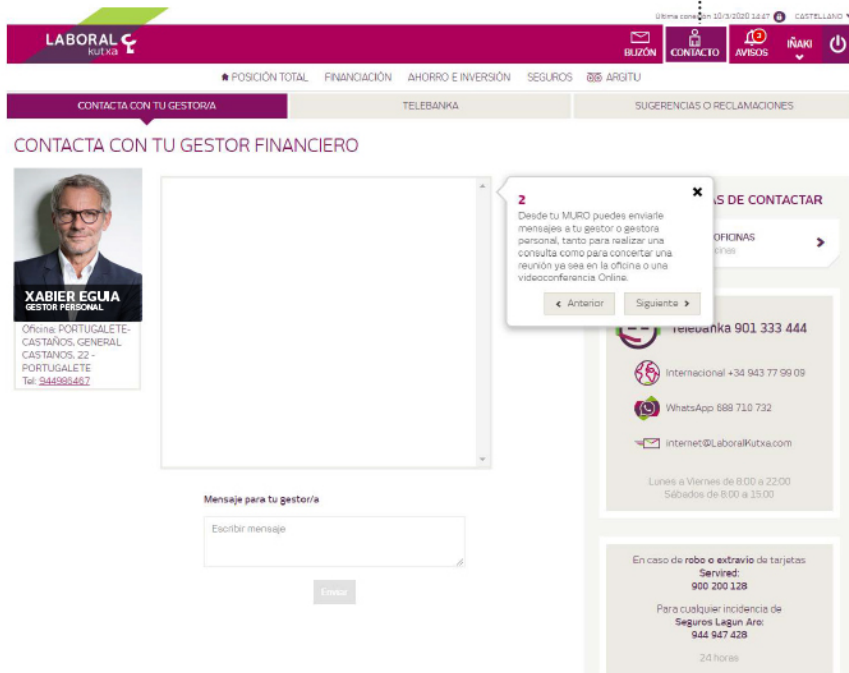 Última conexión 10/3/2020 14:47 CASTELLANO
LABORAL
kutxa
BUZÓN
CONTACTO
3
AVISOS
IÑAKI
POSICIÓN TOTAL FINANCIACIÓN AHORRO E INVERSIÓN SEGUROS ARGITU
CONTACTA CON TU GESTOR/A
TELEBANKA
SUGERENCIAS O RECLAMACIONES
CONTACTA CON TU GESTOR FINANCIERO
XABIER EGUIA
GESTOR PERSONAL
Oficina: PORTUGALETE-
CASTAÑOS, GENERAL
CASTANOS, 22 -
PORTUGALETE
Tel: 944985467
2
Desde tu MURO puedes enviarle
mensajes a tu gestor o gestora
personal, tanto para realizar una
consulta como para concertar una
reunión ya sea en la oficina o una
videoconferencia Online.
Anterior
Siguiente
AS DE CONTACTAR
OFICINAS
cinas
Telebanka 901 333 444
Internacional +34 943 77 99 09
WhatsApp 688 710 732
internet@LaboralKutxa.com
Lunes a Viernes de 8:00 a 22:00
Sábados de 8:00 a 15:00
Mensaje para tu gestor/a
Escribir mensaje
Enviar
En caso de robo o extravío de tarjetas
Servired:
900 200 128
Para cualquier incidencia de
Seguros Lagun Aro:
944 947 428
24 horas